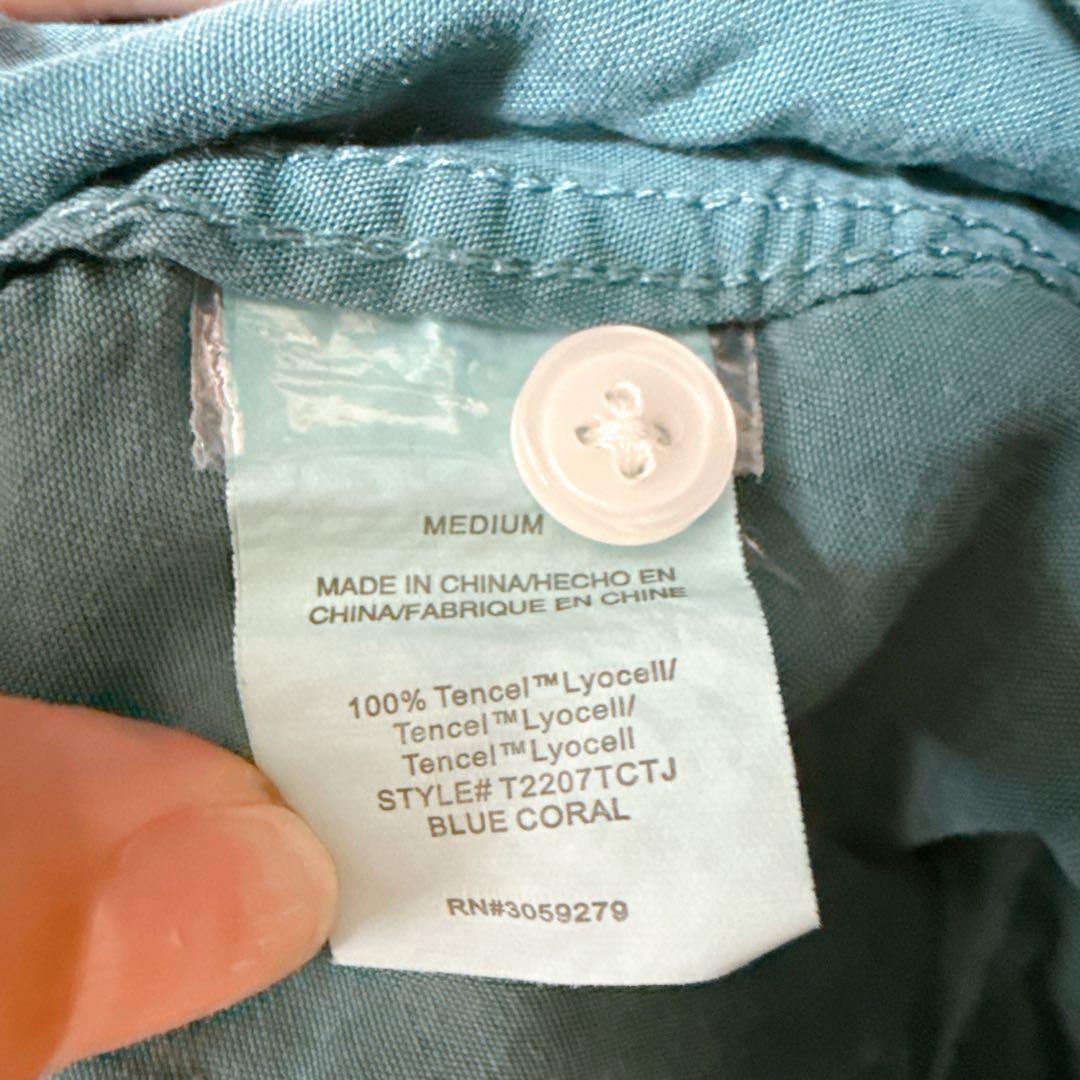 MEDIUM
MADE IN CHINA/HECHO EN
CHINA/FABRIQUE EN CHINE
100% Tencel™Lyocell/
Tencel™Lyocell/
Tencel™Lyocell
STYLE# T2207TCTJ
BLUE CORAL
RN#3059279